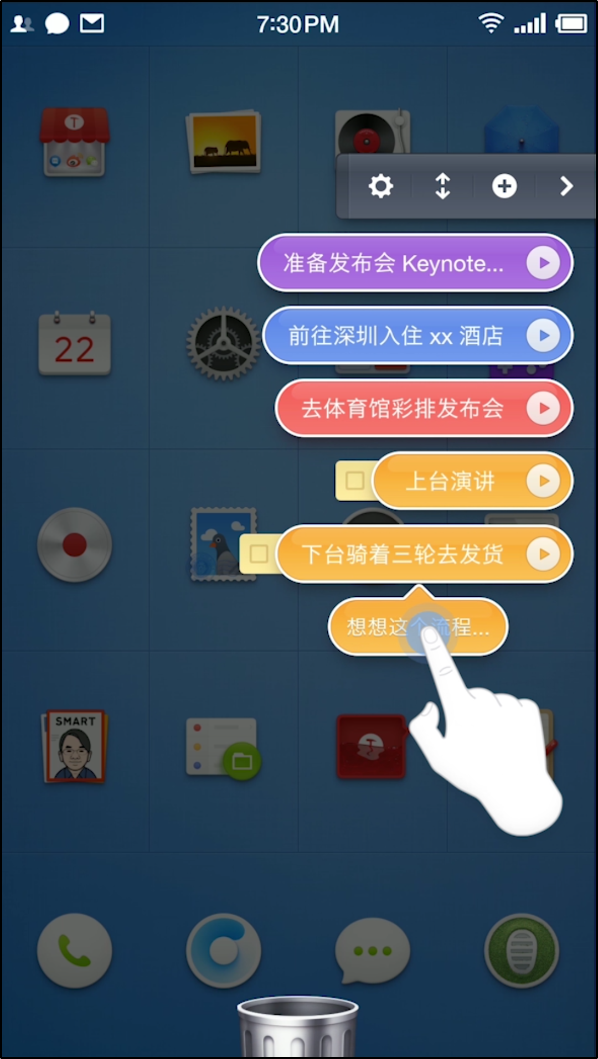 7:30PM
T
准备发布会 Keynote...
前往深圳入住 xx 酒店
22
去体育馆彩排发布会
上台演讲
下台骑着三轮去发货
想想这个流程...
SMART
T